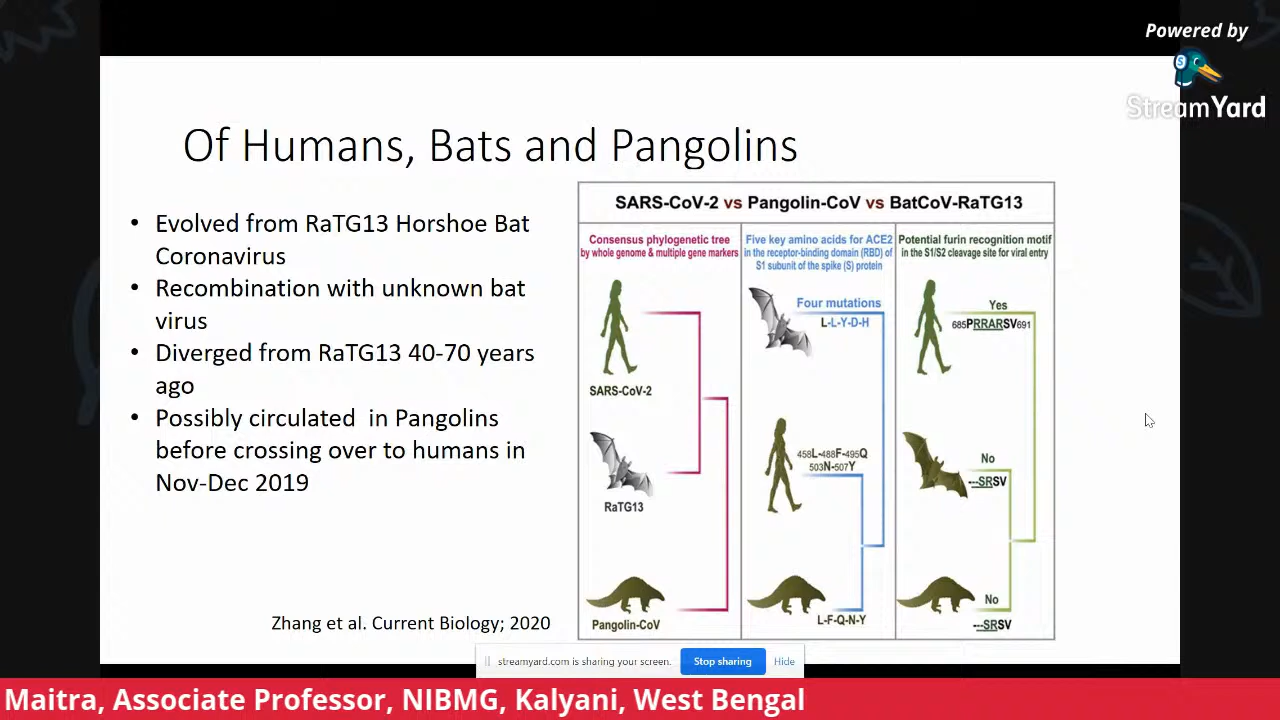 Powered by
StreamYard
Of Humans, Bats and Pangolins
• Evolved from RaTG13 Horshoe Bat
Coronavirus
• Recombination with unknown bat
virus
• Diverged from RaTG13 40-70 years
ago
• Possibly circulated in Pangolins
before crossing over to humans in
Nov-Dec 2019
Zhang et al. Current Biology; 2020
SARS-CoV-2 vs Pangolin-CoV vs BatCoV-RaTG13
Consensus phylogenetic tree
by whole genome & multiple gene markers
SARS-CoV-2
RaTG13
Pangolin-CoV
Five key amino acids for ACE2
in the receptor-binding domain (RBD) of
S1 subunit of the spike (S) protein
Four mutations
L-L-Y-D-H
458L-488F-495Q
503N-507Y
L-F-Q-N-Y
Potential furin recognition motif
in the S1/S2 cleavage site for viral entry
Yes
685PRRARSV691
No
---SRSV
No
---SRSV
streamyard.com is sharing your screen.
Stop sharing
Hide
Maitra, Associate Professor, NIBMG, Kalyani, West Bengal